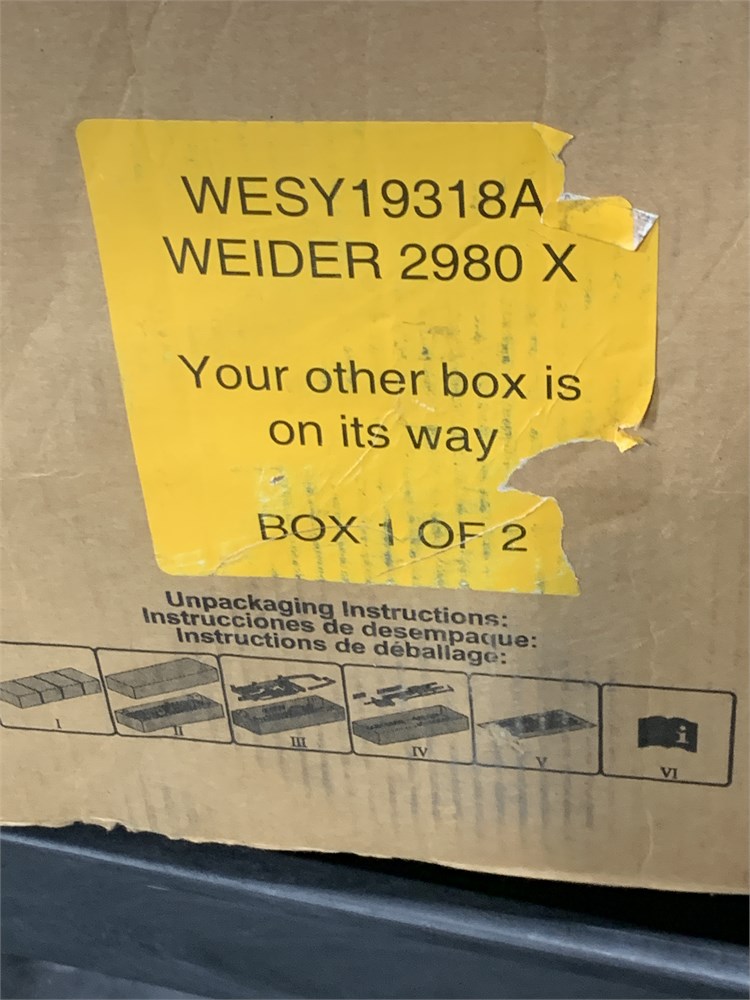 WESY19318A
WEIDER 2980 X
Your other box is
on its way
BOX 1 OF 2
Unpackaging Instructions:
Instrucciones de desempaque:
Instructions de déballage:
I
II
III
IV
V
VI